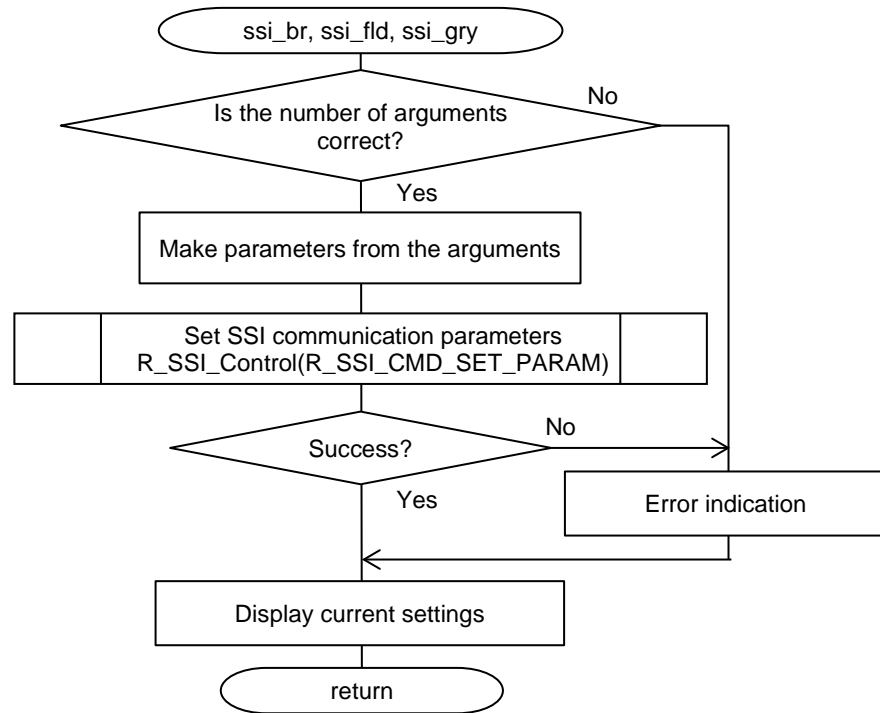 ssi_br, ssi_fld, ssi_gry
Is the number of arguments
correct?
No
Yes
Make parameters from the arguments
Set SSI communication parameters
R_SSI_Control(R_SSI_CMD_SET_PARAM)
Success?
No
Yes
Error indication
Display current settings
return